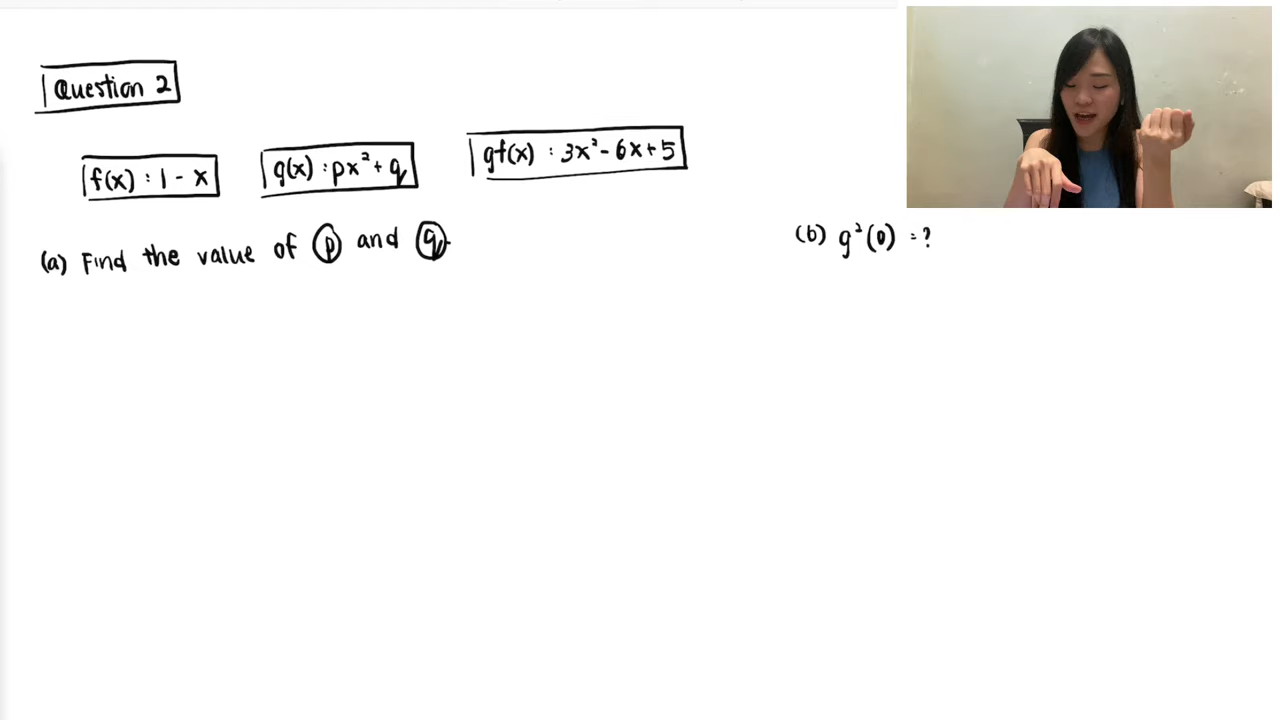 Question 2
f(x) : 1 - x
g(x) : px² + q
gf(x) : 3x² - 6x + 5
(a) Find the value of p and q.
(b) g²(0) = ?